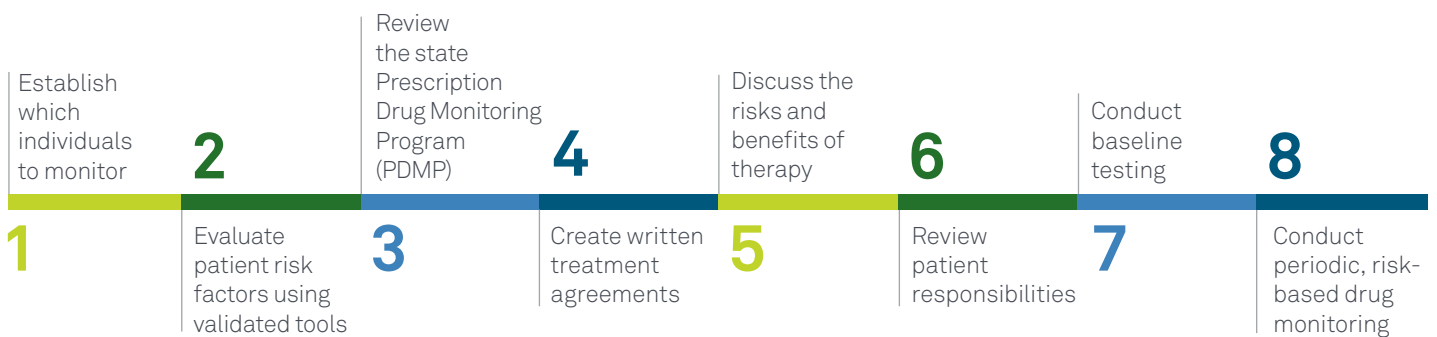 Establish
which
individuals
to monitor
1
2
Evaluate
patient risk
factors using
validated tools
Review
the state
Prescription
Drug Monitoring
Program
(PDMP)
3
4
Create written
treatment
agreements
Discuss the
risks and
benefits of
therapy
5
6
Review
patient
responsibilities
Conduct
baseline
testing
7
8
Conduct
periodic, risk-
based drug
monitoring